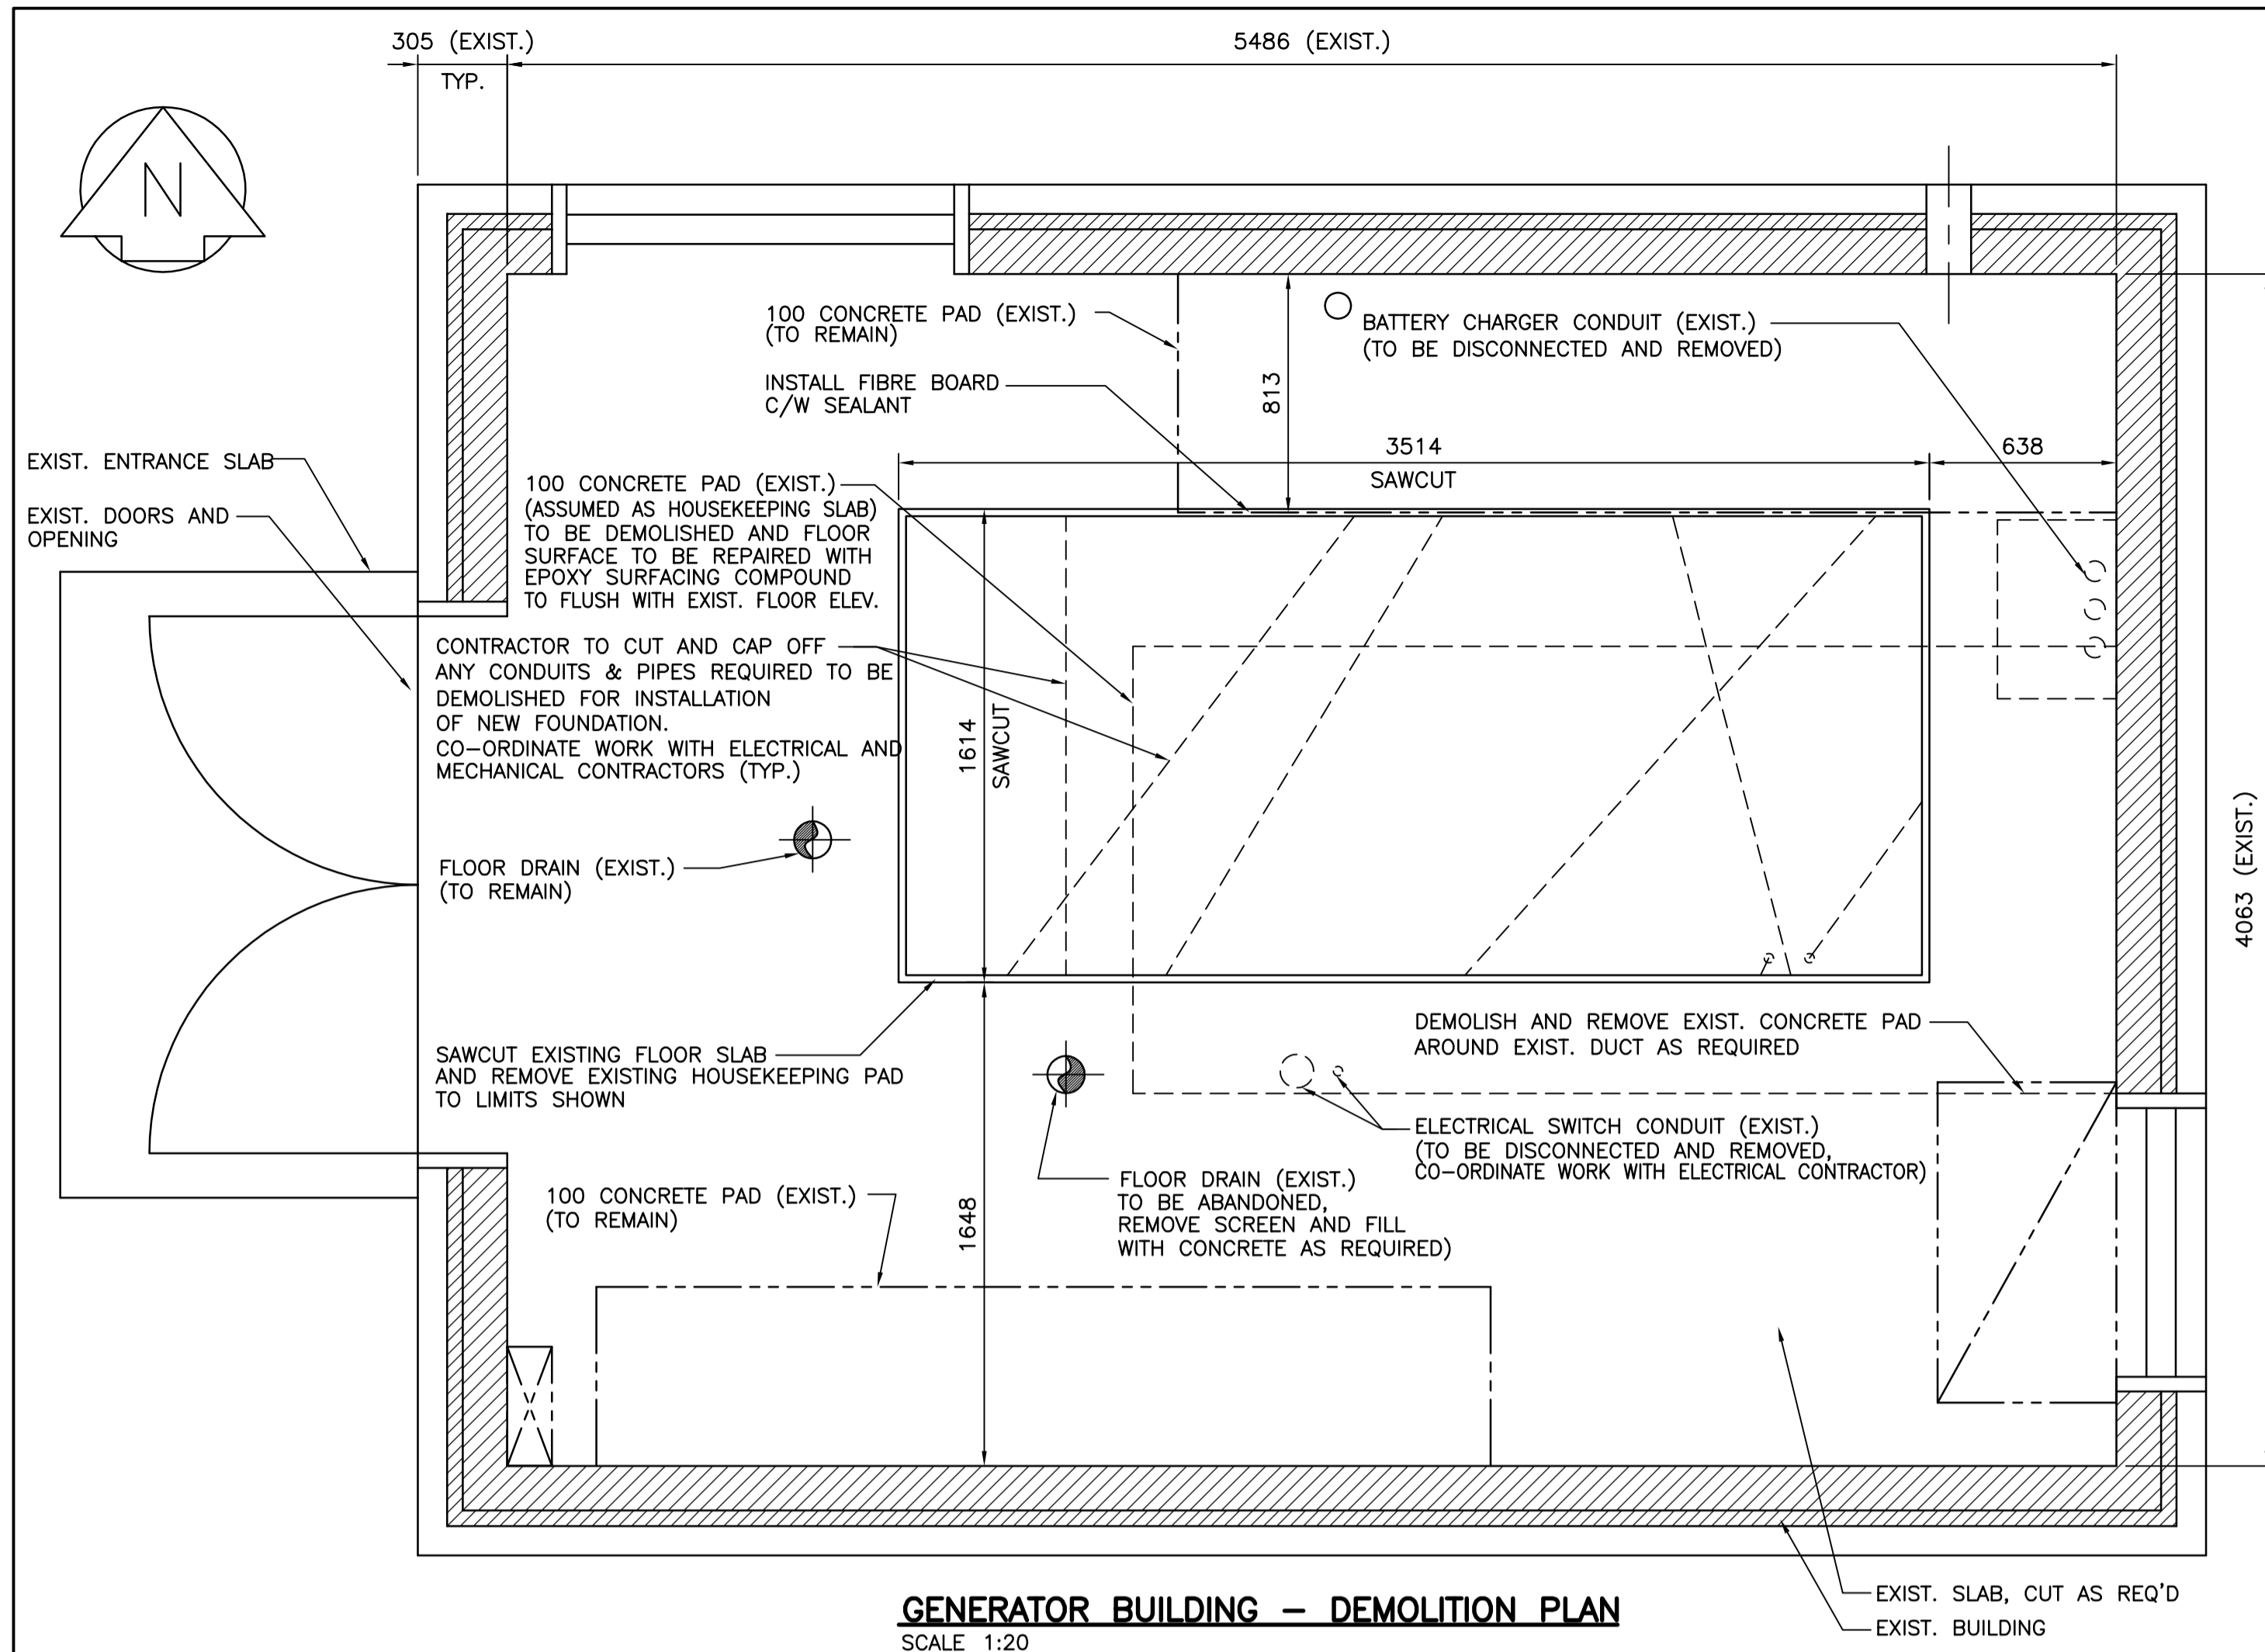 305 (EXIST.)
TYP.
5486 (EXIST.)
N
100 CONCRETE PAD (EXIST.)
(TO REMAIN)
BATTERY CHARGER CONDUIT (EXIST.)
(TO BE DISCONNECTED AND REMOVED)
INSTALL FIBRE BOARD
C/W SEALANT
813
3514
SAWCUT
638
EXIST. ENTRANCE SLAB
EXIST. DOORS AND
OPENING
100 CONCRETE PAD (EXIST.)
(ASSUMED AS HOUSEKEEPING SLAB)
TO BE DEMOLISHED AND FLOOR
SURFACE TO BE REPAIRED WITH
EPOXY SURFACING COMPOUND
TO FLUSH WITH EXIST. FLOOR ELEV.
CONTRACTOR TO CUT AND CAP OFF
ANY CONDUITS & PIPES REQUIRED TO BE
DEMOLISHED FOR INSTALLATION
OF NEW FOUNDATION.
CO-ORDINATE WORK WITH ELECTRICAL AND
MECHANICAL CONTRACTORS (TYP.)
1614
SAWCUT
4063 (EXIST.)
FLOOR DRAIN (EXIST.)
(TO REMAIN)
SAWCUT EXISTING FLOOR SLAB
AND REMOVE EXISTING HOUSEKEEPING PAD
TO LIMITS SHOWN
DEMOLISH AND REMOVE EXIST. CONCRETE PAD
AROUND EXIST. DUCT AS REQUIRED
ELECTRICAL SWITCH CONDUIT (EXIST.)
(TO BE DISCONNECTED AND REMOVED,
CO-ORDINATE WORK WITH ELECTRICAL CONTRACTOR)
FLOOR DRAIN (EXIST.)
TO BE ABANDONED,
REMOVE SCREEN AND FILL
WITH CONCRETE AS REQUIRED)
100 CONCRETE PAD (EXIST.)
(TO REMAIN)
1648
EXIST. SLAB, CUT AS REQ'D
EXIST. BUILDING
GENERATOR BUILDING – DEMOLITION PLAN
SCALE 1:20